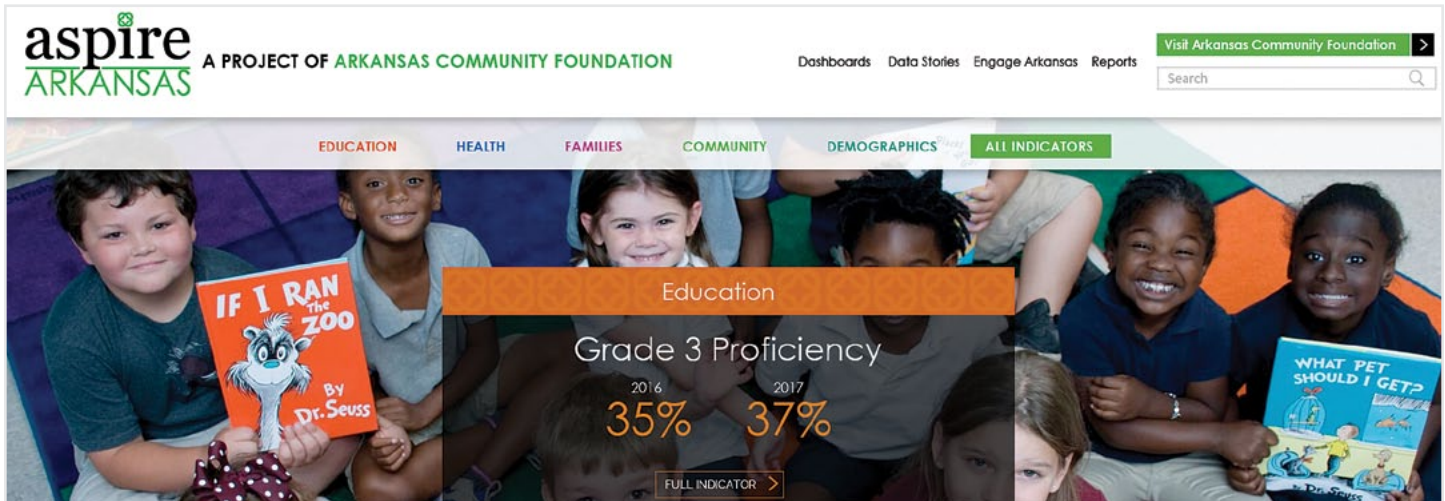 aspire
ARKANSAS
A PROJECT OF ARKANSAS COMMUNITY FOUNDATION
Dashboards Data Stories Engage Arkansas Reports
Visit Arkansas Community Foundation >
Search
EDUCATION HEALTH FAMILIES COMMUNITY DEMOGRAPHICS ALL INDICATORS
IF I RAN
The
ZOO
By
Dr. Seuss
Education
Grade 3 Proficiency
2016 2017
35% 37%
FULL INDICATOR >
WHAT PET
SHOULD I GET?
Dr. Seuss